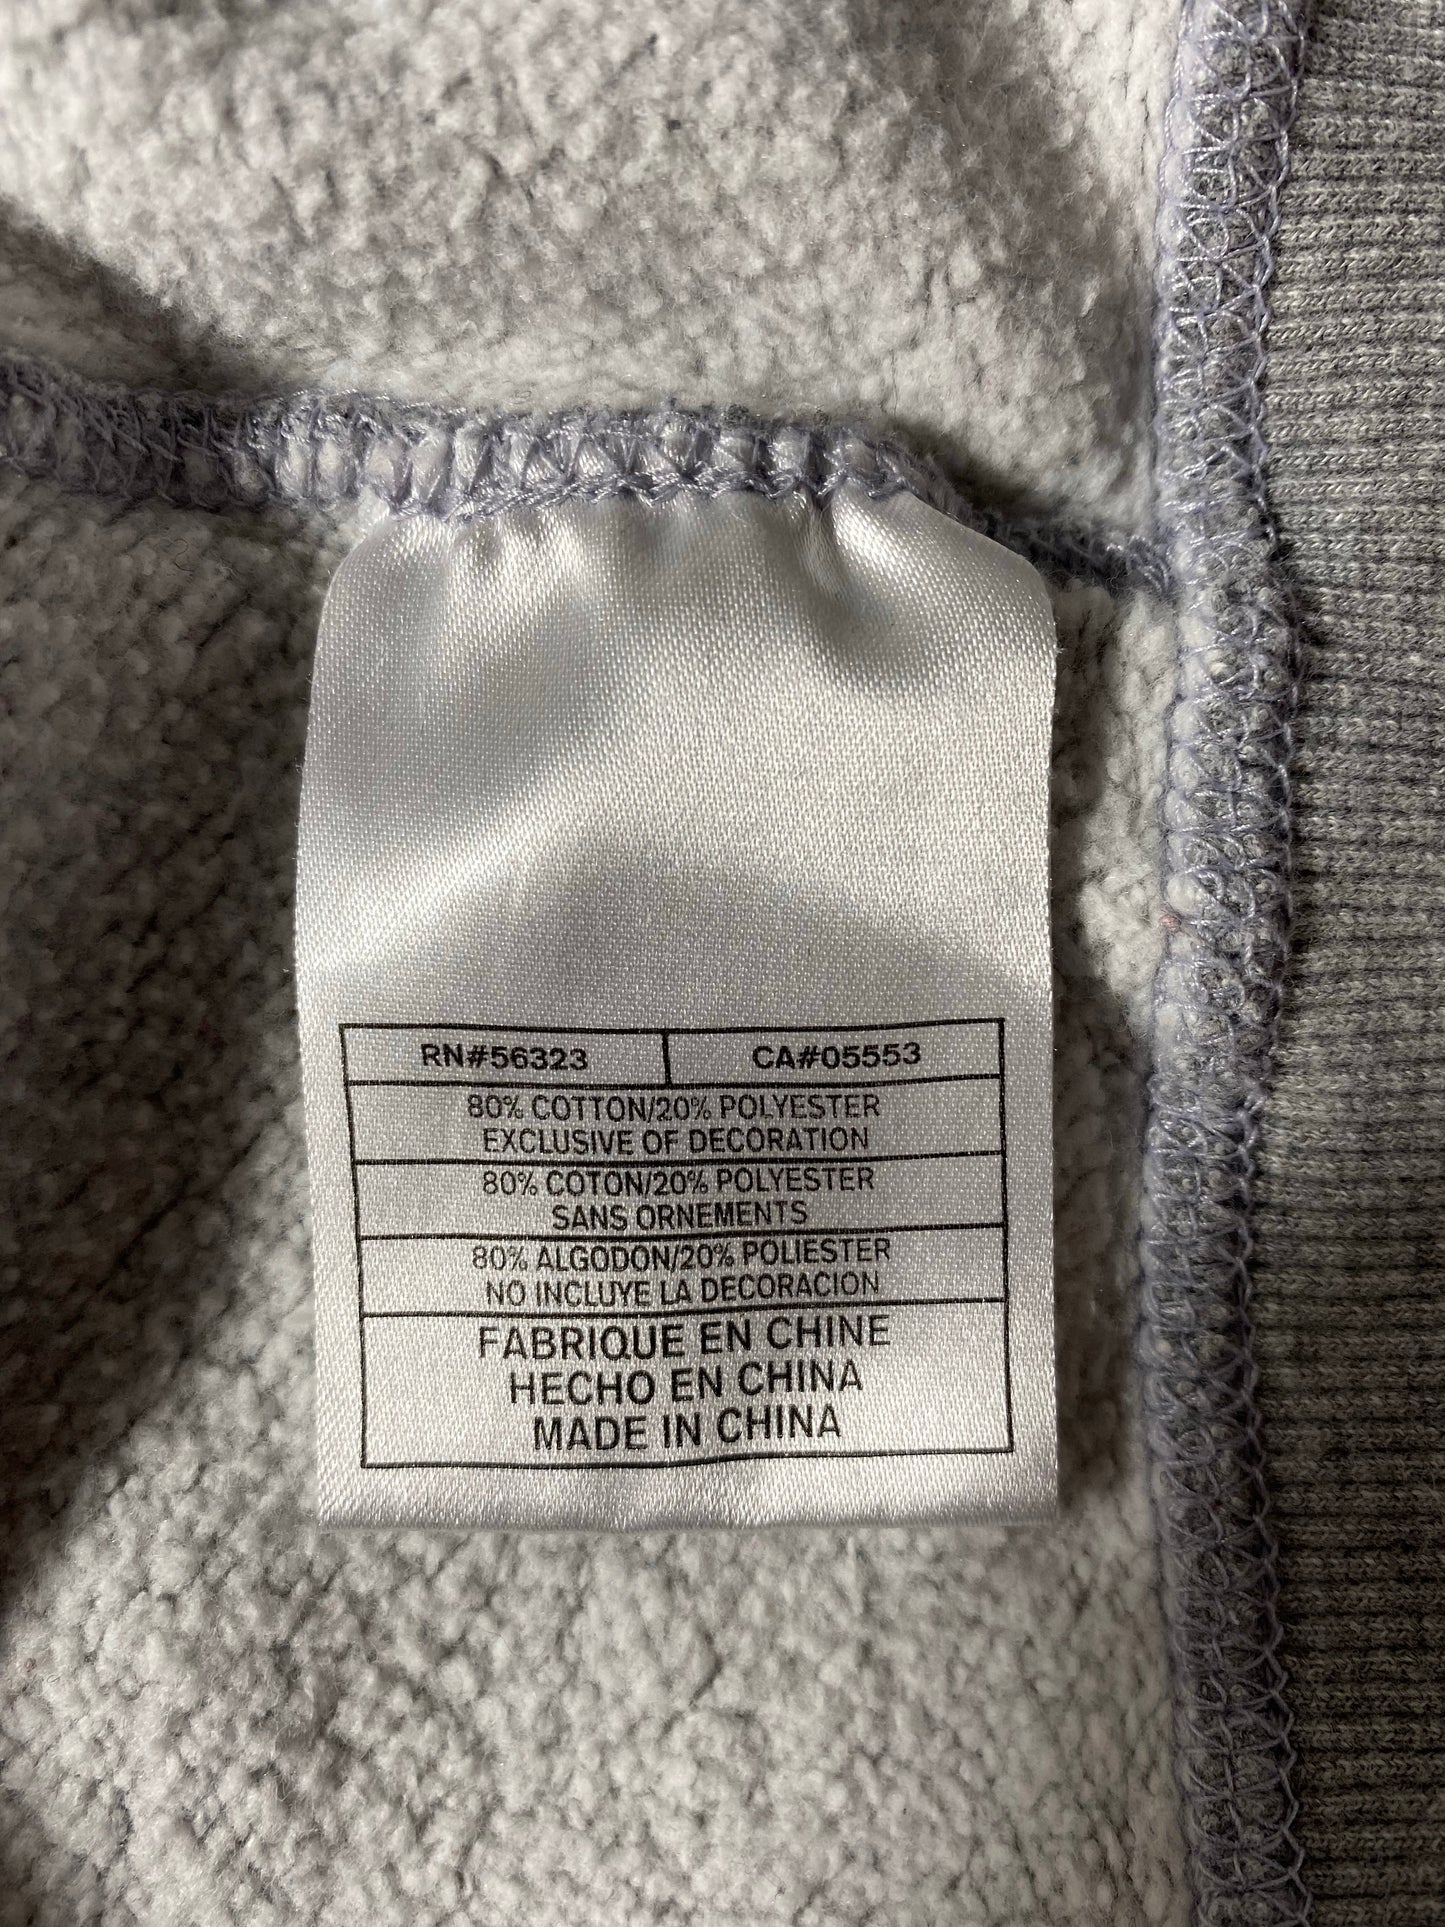 RN#56323 CA#05553
80% COTTON/20% POLYESTER
EXCLUSIVE OF DECORATION
80% COTON/20% POLYESTER
SANS ORNEMENTS
80% ALGODON/20% POLIESTER
NO INCLUYE LA DECORACION
FABRIQUE EN CHINE
HECHO EN CHINA
MADE IN CHINA